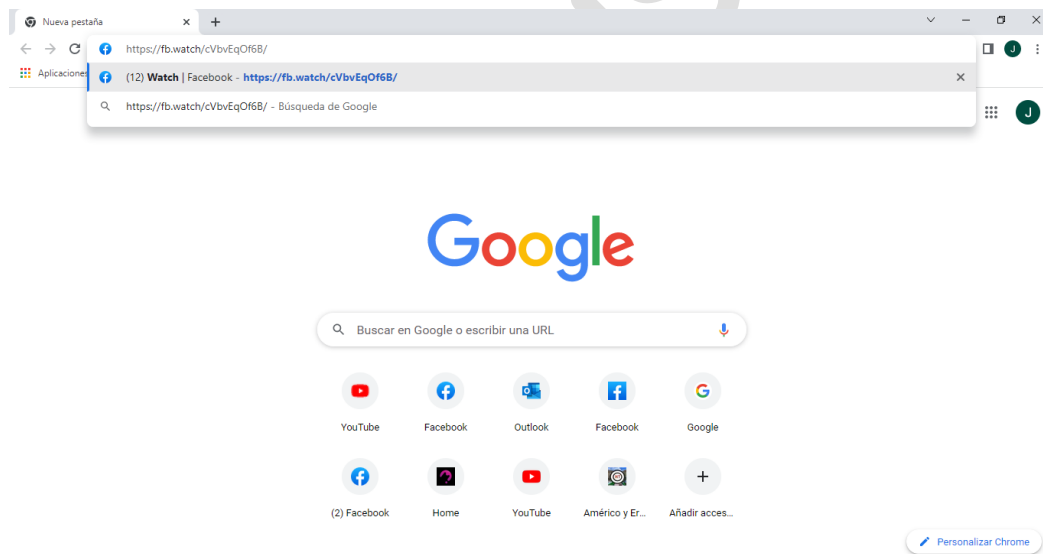 Nueva pestaña
https://fb.watch/cVbvEqOf6B/
Aplicaciones
(12) Watch | Facebook - https://fb.watch/cVbvEqOf6B/
https://fb.watch/cVbvEqOf6B/ - Búsqueda de Google
J
J
Google
Buscar en Google o escribir una URL
YouTube Facebook Outlook Facebook Google
(2) Facebook Home YouTube Américo y Er... Añadir acces...
Personalizar Chrome